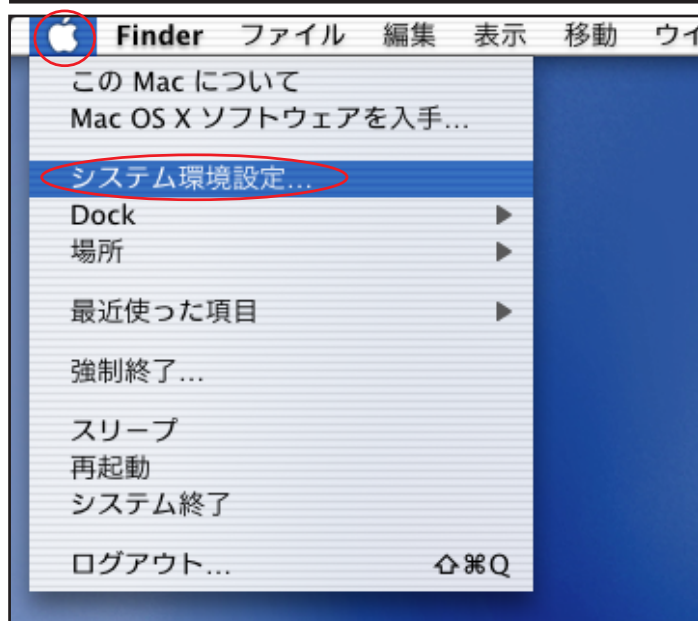 Finder ファイル 編集 表示 移動 ウイ
この Mac について
Mac OS X ソフトウェアを入手...
システム環境設定...
Dock ▶
場所 ▶
最近使った項目 ▶
強制終了...
スリープ
再起動
システム終了
ログアウト... ⇧⌘Q